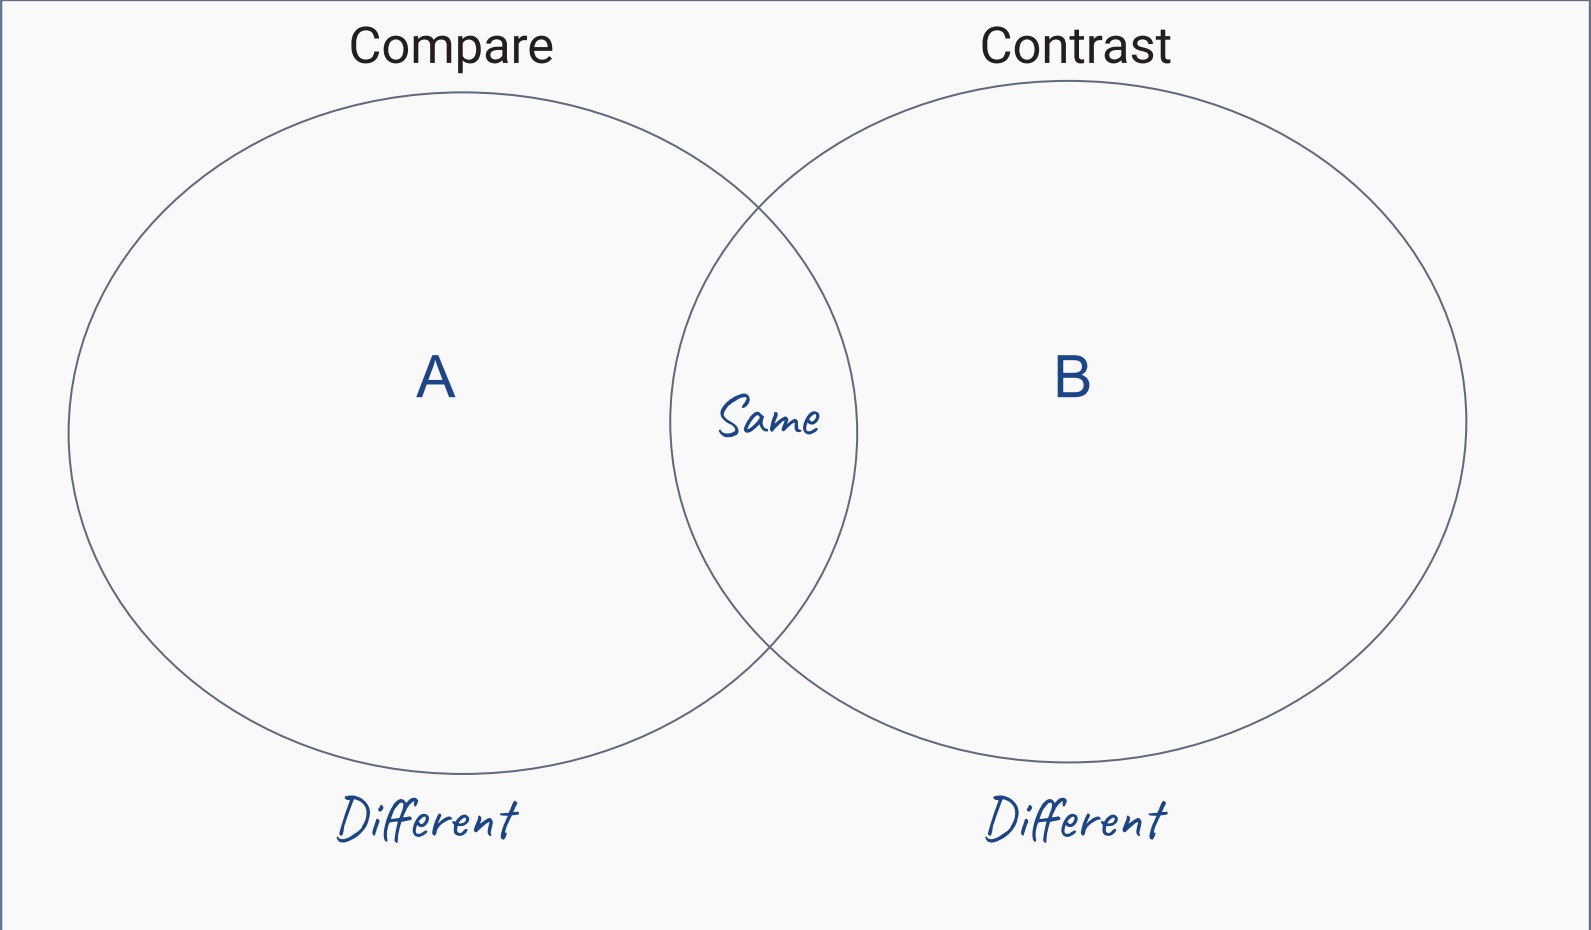 Compare
Contrast
A
B
Same
Different
Different